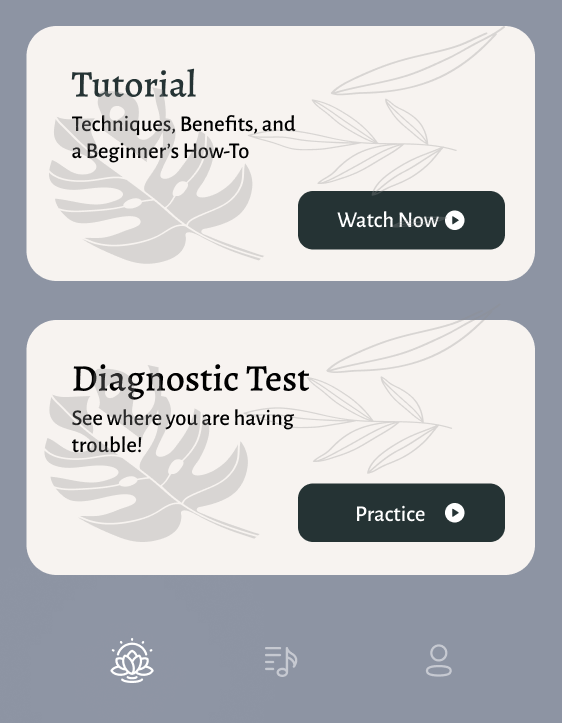 Tutorial
Techniques, Benefits, and
a Beginner's How-To
Watch Now
Diagnostic Test
See where you are having
trouble!
Practice